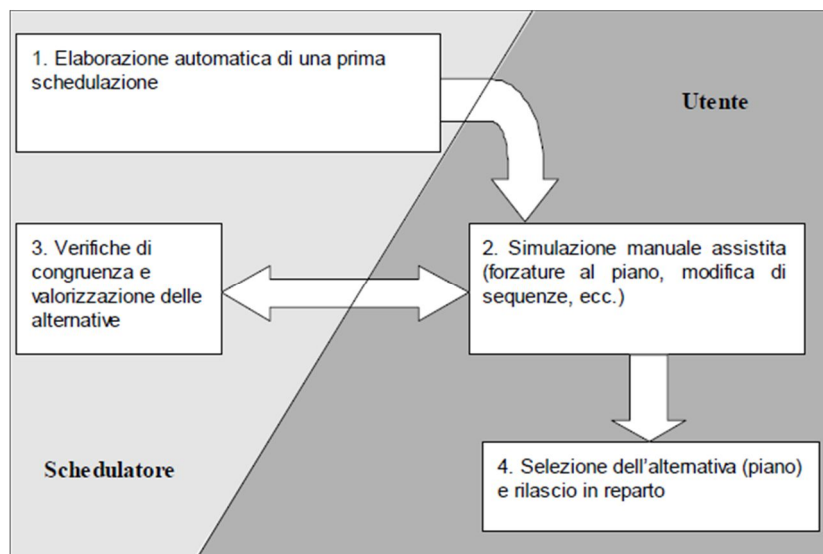 1. Elaborazione automatica di una prima
schedulazione
Utente
3. Verifiche di
congruenza e
valorizzazione delle
alternative
2. Simulazione manuale assistita
(forzature al piano, modifica di
sequenze, ecc.)
Schedulatore
4. Selezione dell'alternativa (piano)
e rilascio in reparto